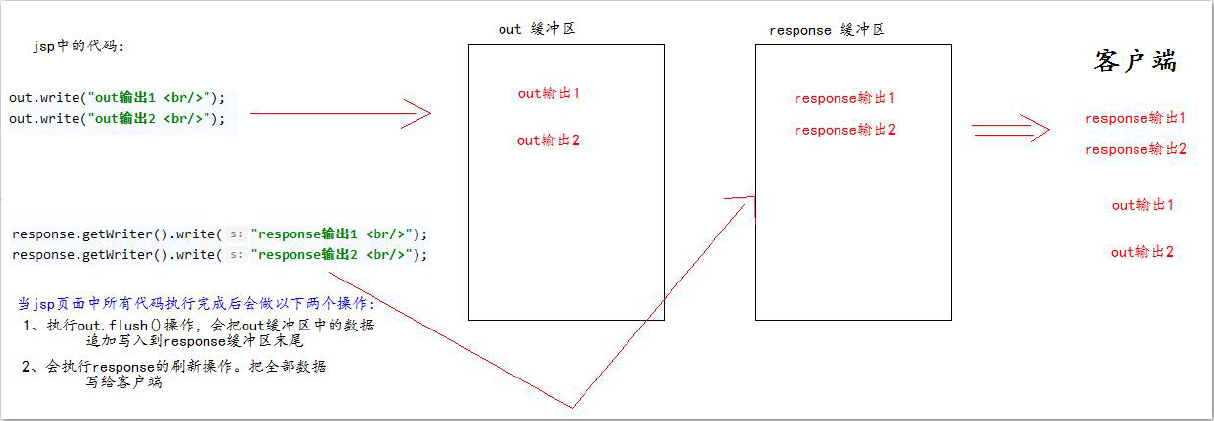 jsp中的代码:
out.write("out输出1 <br/>");
out.write("out输出2 <br/>");
response.getWriter().write( s: "response输出1 <br/>");
response.getWriter().write( s: "response输出2 <br/>");
当jsp页面中所有代码执行完成后会做以下两个操作:
1、执行out.flush()操作，会把out缓冲区中的数据
追加写入到response缓冲区末尾
2、会执行response的刷新操作。把全部数据
写给客户端
out 缓冲区
out输出1
out输出2
response 缓冲区
response输出1
response输出2
客户端
response输出1
response输出2
out输出1
out输出2